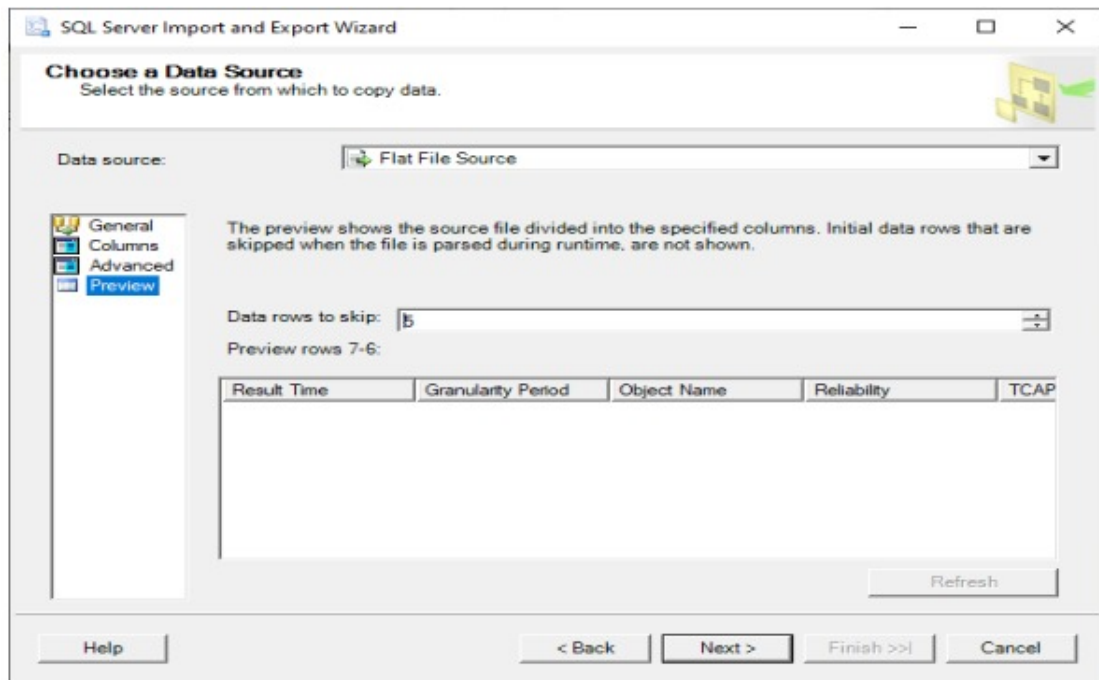 SQL Server Import and Export Wizard
Choose a Data Source
Select the source from which to copy data.
Data source: Flat File Source
General
Columns
Advanced
Preview
The preview shows the source file divided into the specified columns. Initial data rows that are
skipped when the file is parsed during runtime, are not shown.
Data rows to skip: 5
Preview rows 7-6:
Result Time Granularity Period Object Name Reliability TCAP
Refresh
Help < Back Next > Finish >>| Cancel